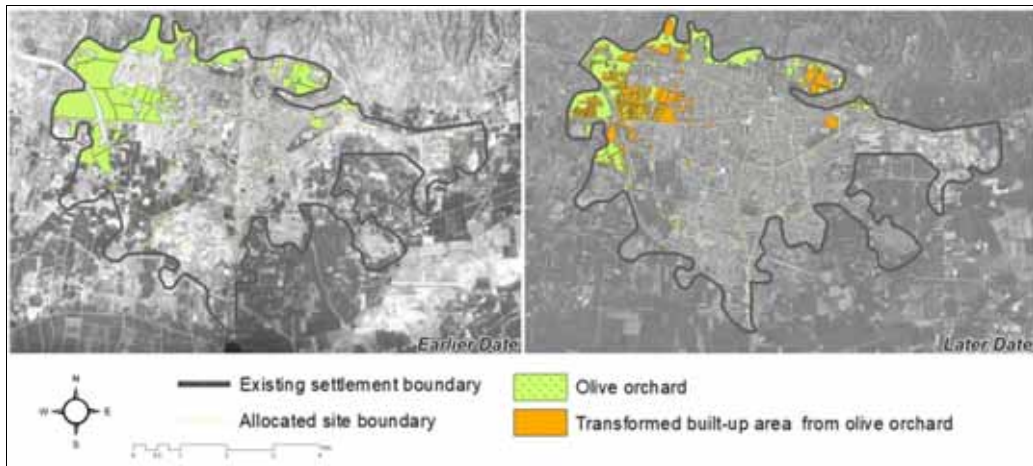 Earlier Date
Later Date
N
W
E
S
Existing settlement boundary
Allocated site boundary
Olive orchard
Transformed built-up area from olive orchard